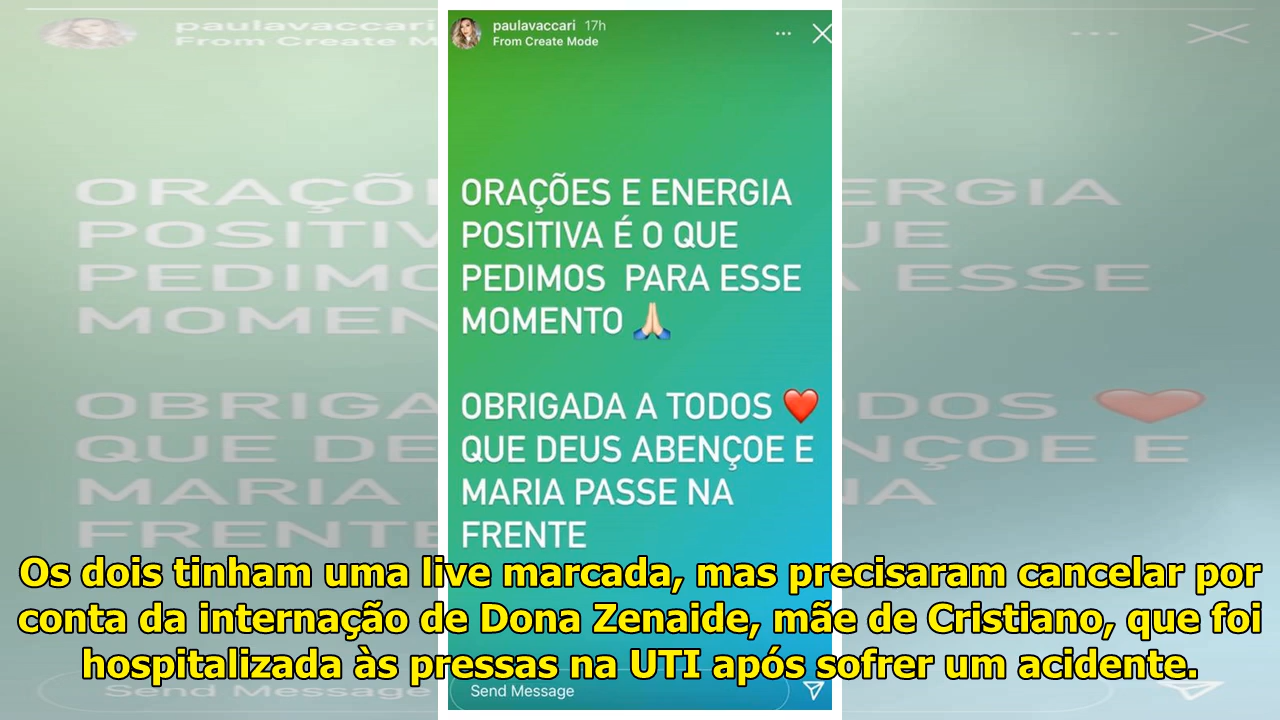 paulavaccari 17h
From Create Mode
ORAÇÕES E ENERGIA
POSITIVA É O QUE
PEDIMOS PARA ESSE
MOMENTO 🙏🏻
OBRIGADA A TODOS ❤️
QUE DEUS ABENÇOE E
MARIA PASSE NA
FRENTE
Os dois tinham uma live marcada, mas precisaram cancelar por
conta da internação de Dona Zenaide, mãe de Cristiano, que foi
hospitalizada às pressas na UTI após sofrer um acidente.
Send Message